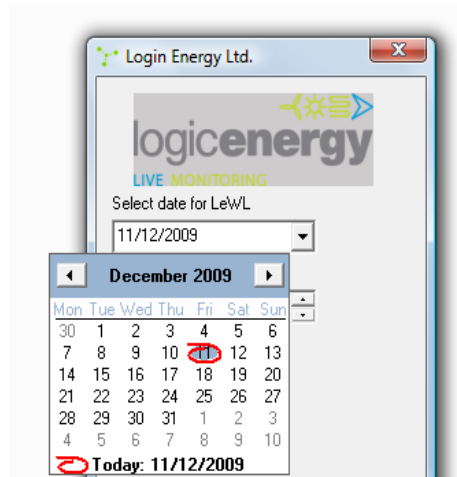 Login Energy Ltd.
logicenergy
LIVE MONITORING
Select date for LeWL
11/12/2009
December 2009
Mon Tue Wed Thu Fri Sat Sun
30 1 2 3 4 5 6
7 8 9 10 11 12 13
14 15 16 17 18 19 20
21 22 23 24 25 26 27
28 29 30 31 1 2 3
4 5 6 7 8 9 10
Today: 11/12/2009